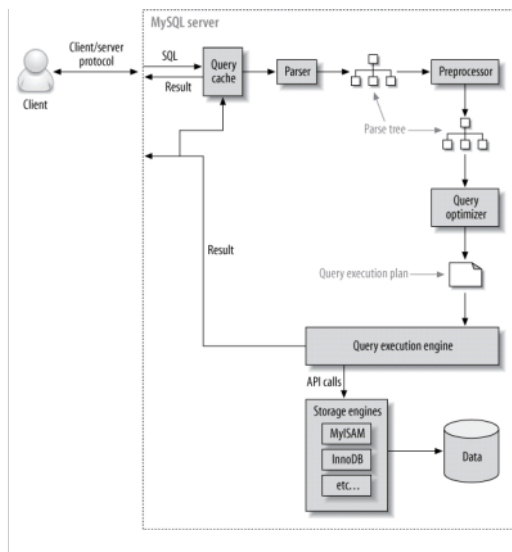 MySQL server
Client/server
protocol
SQL
Result
Query
cache
Parser
Preprocessor
Client
Parse tree
Query
optimizer
Result
Query execution plan
Query execution engine
API calls
Storage engines
MyISAM
InnoDB
etc...
Data